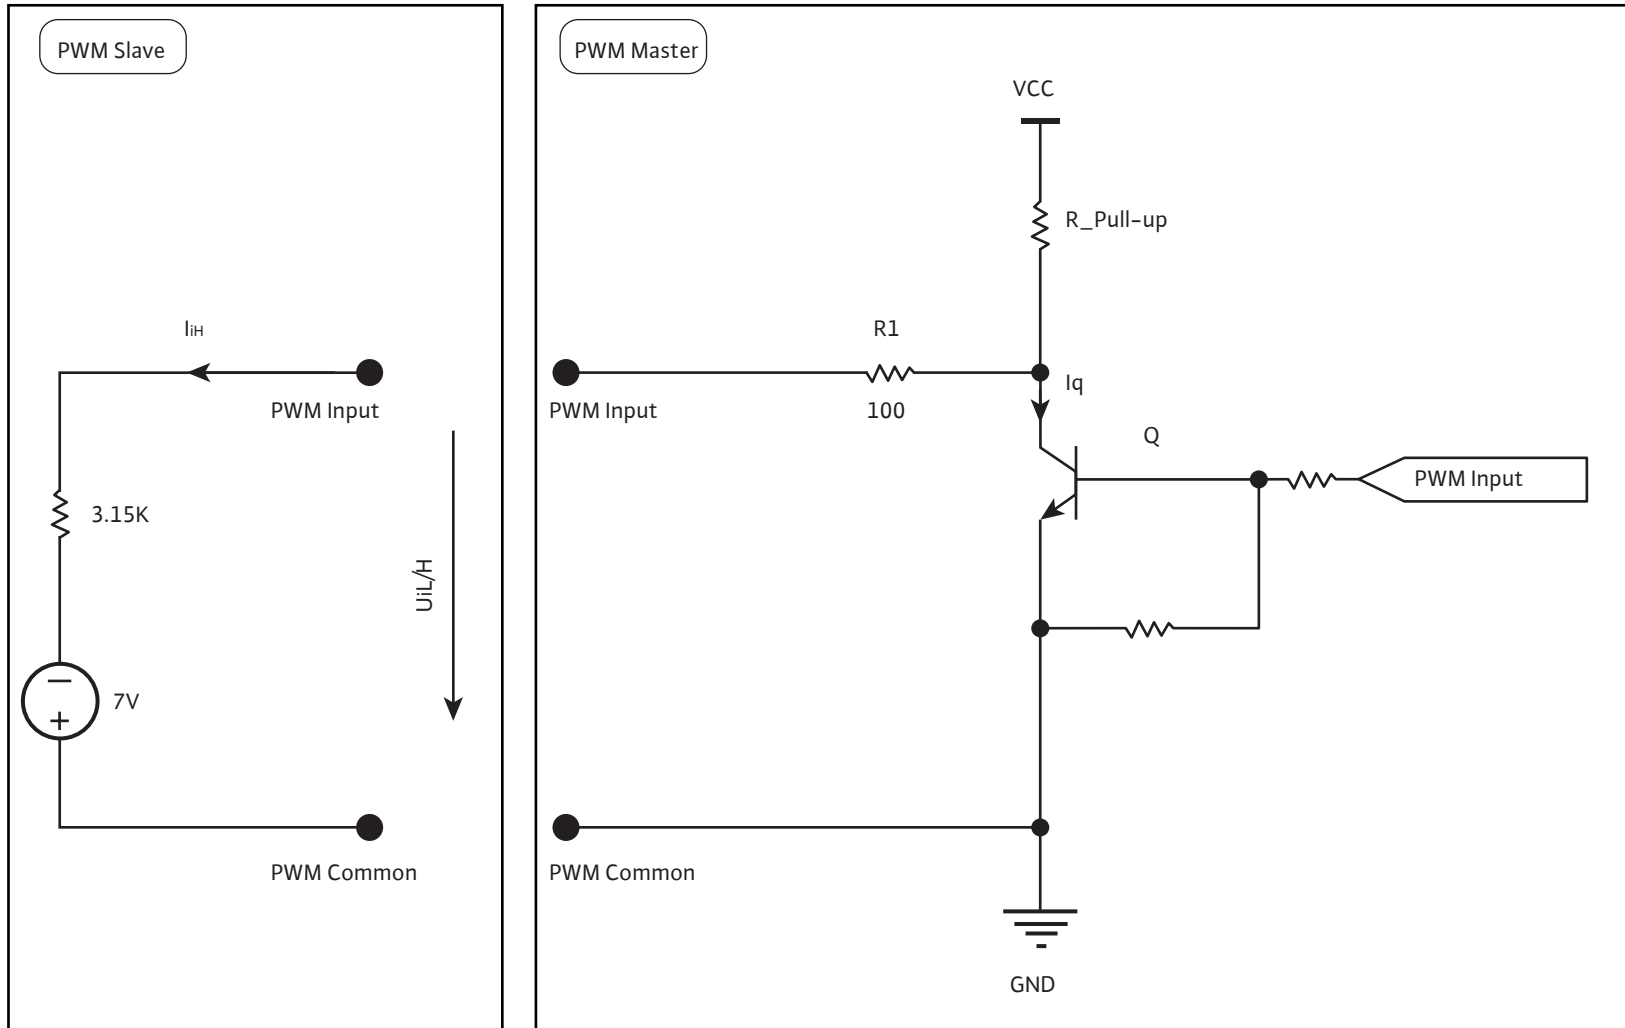 PWM Slave
PWM Master
VCC
R_Pull-up
IiH
R1
PWM Input
PWM Input
100
Iq
Q
PWM Input
3.15K
UiL/H
−
+
7V
PWM Common
PWM Common
GND